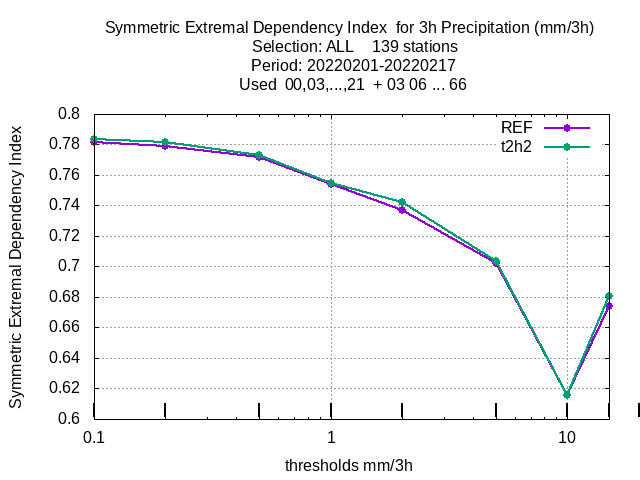 Symmetric Extremal Dependency Index  for 3h Precipitation (mm/3h)
Selection: ALL    139 stations
Period: 20220201-20220217
Used  00,03,...,21  + 03 06 ... 66
REF
t2h2
Symmetric Extremal Dependency Index
0.8
0.78
0.76
0.74
0.72
0.7
0.68
0.66
0.64
0.62
0.6
0.1
1
10
thresholds mm/3h